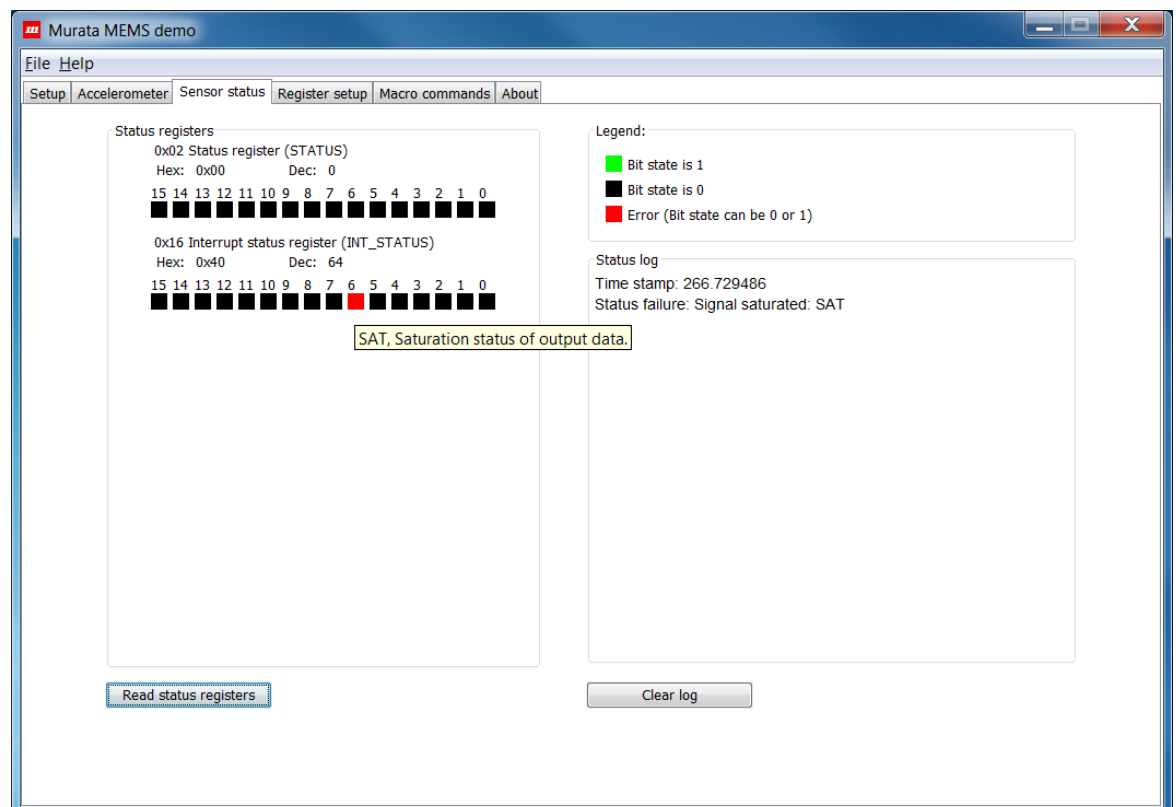 Murata MEMS demo
File Help
Setup Accelerometer Sensor status Register setup Macro commands About
Status registers
0x02 Status register (STATUS)
Hex: 0x00 Dec: 0
15 14 13 12 11 10 9 8 7 6 5 4 3 2 1 0
0x16 Interrupt status register (INT_STATUS)
Hex: 0x40 Dec: 64
15 14 13 12 11 10 9 8 7 6 5 4 3 2 1 0
SAT, Saturation status of output data.
Read status registers
Legend:
Bit state is 1
Bit state is 0
Error (Bit state can be 0 or 1)
Status log
Time stamp: 266.729486
Status failure: Signal saturated: SAT
Clear log